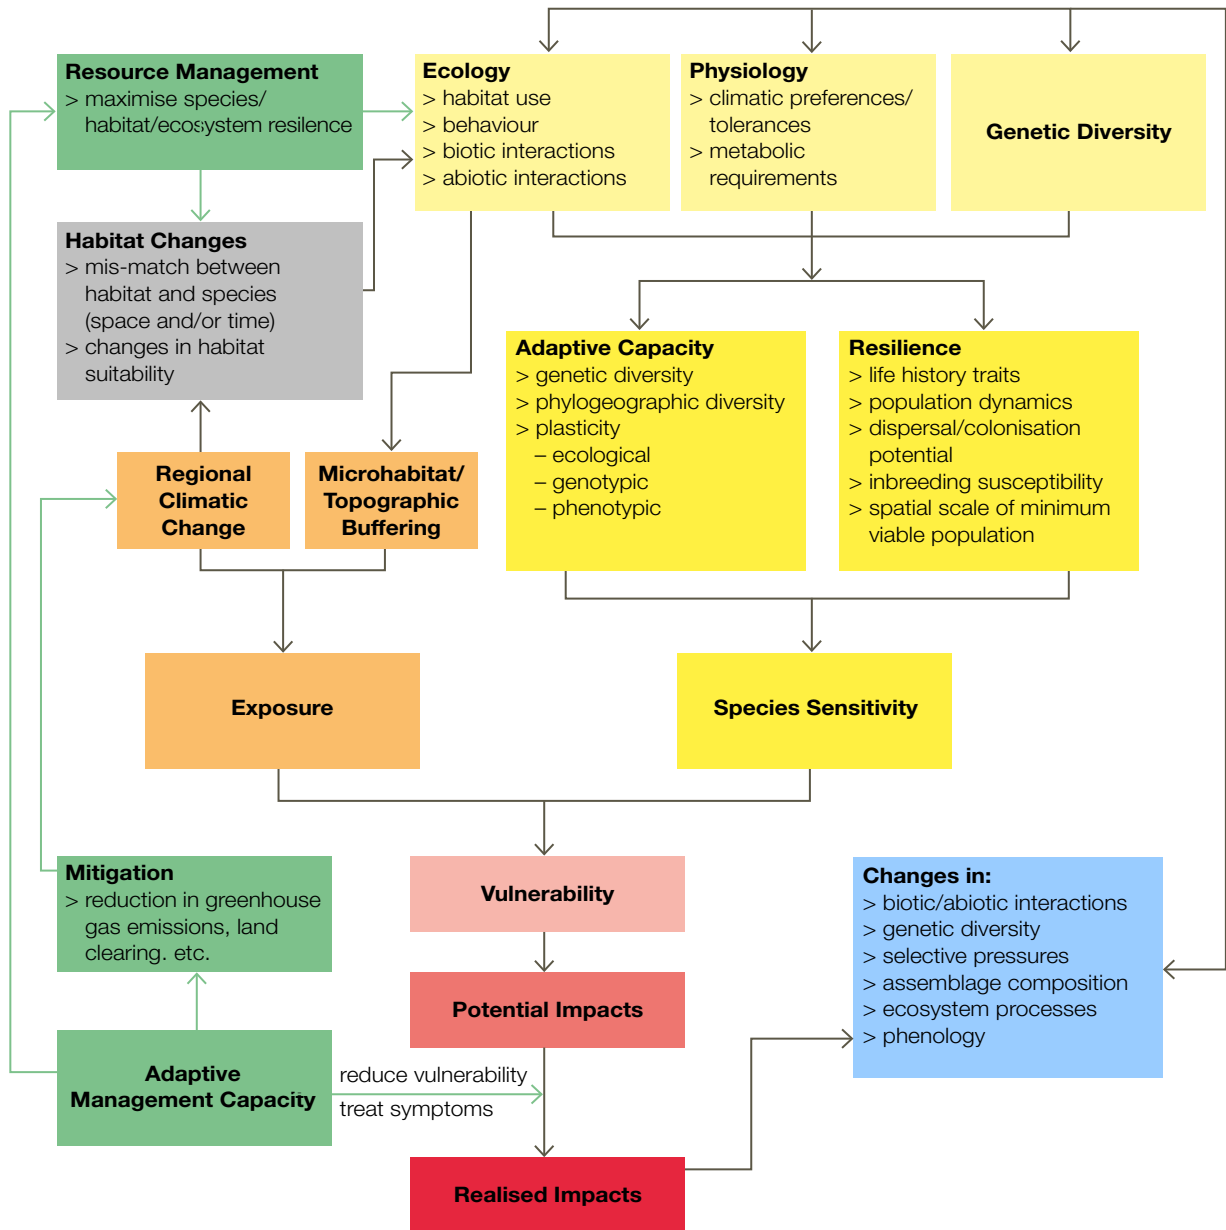 Resource Management
> maximise species/
habitat/ecosystem resilence
Ecology
> habitat use
> behaviour
> biotic interactions
> abiotic interactions
Physiology
> climatic preferences/
tolerances
> metabolic
requirements
Genetic Diversity
Habitat Changes
> mis-match between
habitat and species
(space and/or time)
> changes in habitat
suitability
Adaptive Capacity
> genetic diversity
> phylogeographic diversity
> plasticity
– ecological
– genotypic
– phenotypic
Resilience
> life history traits
> population dynamics
> dispersal/colonisation
potential
> inbreeding susceptibility
> spatial scale of minimum
viable population
Regional
Climatic
Change
Microhabitat/
Topographic
Buffering
Exposure
Species Sensitivity
Mitigation
> reduction in greenhouse
gas emissions, land
clearing. etc.
Vulnerability
Changes in:
> biotic/abiotic interactions
> genetic diversity
> selective pressures
> assemblage composition
> ecosystem processes
> phenology
Potential Impacts
Adaptive
Management Capacity
reduce vulnerability
treat symptoms
Realised Impacts